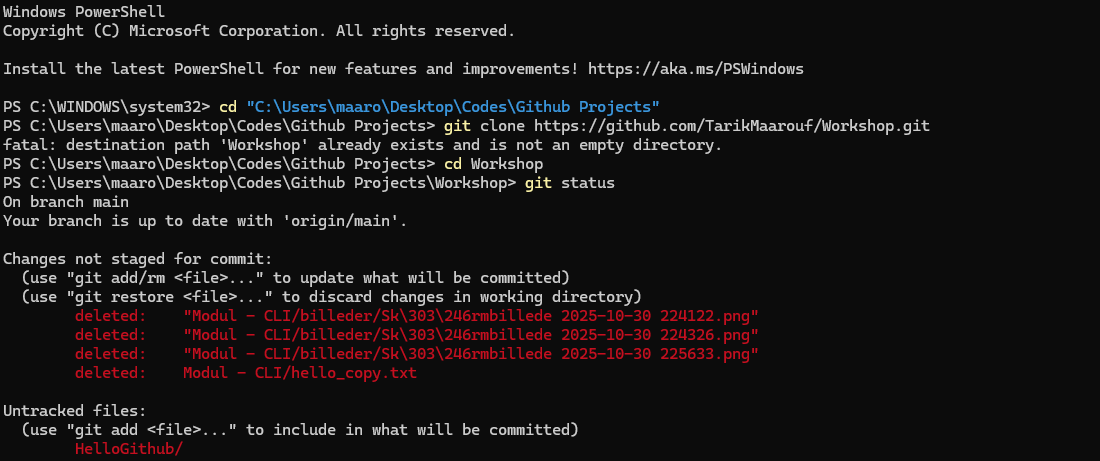 Windows PowerShell
Copyright (C) Microsoft Corporation. All rights reserved.
Install the latest PowerShell for new features and improvements! https://aka.ms/PSWindows
PS C:\WINDOWS\system32> cd "C:\Users\maaro\Desktop\Codes\Github Projects"
PS C:\Users\maaro\Desktop\Codes\Github Projects> git clone https://github.com/TarikMaarouf/Workshop.git
fatal: destination path 'Workshop' already exists and is not an empty directory.
PS C:\Users\maaro\Desktop\Codes\Github Projects> cd Workshop
PS C:\Users\maaro\Desktop\Codes\Github Projects\Workshop> git status
On branch main
Your branch is up to date with 'origin/main'.
Changes not staged for commit:
  (use "git add/rm <file>..." to update what will be committed)
  (use "git restore <file>..." to discard changes in working directory)
        deleted:    "Modul - CLI/billeder/Sk\303\246rmbillede 2025-10-30 224122.png"
        deleted:    "Modul - CLI/billeder/Sk\303\246rmbillede 2025-10-30 224326.png"
        deleted:    "Modul - CLI/billeder/Sk\303\246rmbillede 2025-10-30 225633.png"
        deleted:    Modul - CLI/hello_copy.txt
Untracked files:
  (use "git add <file>..." to include in what will be committed)
        HelloGithub/